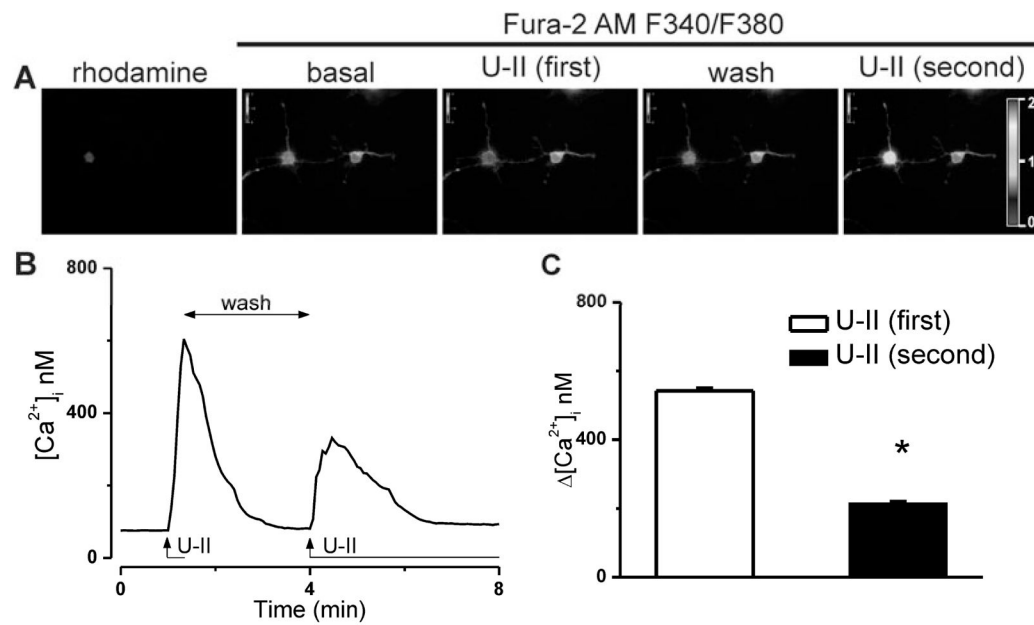 Fura-2 AM F340/F380
A
rhodamine
basal
U-II (first)
wash
U-II (second)
2
1
0
B
800
400
0
[Ca2+]i nM
wash
U-II
U-II
0
4
8
Time (min)
C
800
400
0
Δ[Ca2+]i nM
U-II (first)
U-II (second)
*